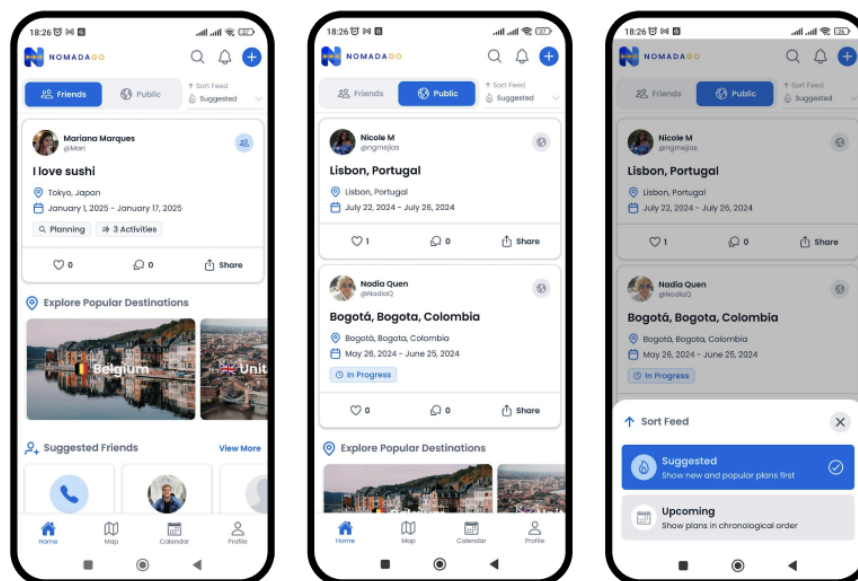 18:26
27
NOMADAGO
Friends
Public
↑ Sort Feed
Suggested
Mariana Marques
@Mari
I love sushi
Tokyo, Japan
January 1, 2025 - January 17, 2025
Planning
3 Activities
0
0
Share
Explore Popular Destinations
Belgium
Unit
Suggested Friends
View More
Home
Map
Calendar
Profile
18:26
27
NOMADAGO
Friends
Public
↑ Sort Feed
Suggested
Nicole M
@ngmejias
Lisbon, Portugal
Lisbon, Portugal
July 22, 2024 - July 26, 2024
1
0
Share
Nadia Quen
@NadiaQ
Bogotá, Bogota, Colombia
Bogotá, Bogota, Colombia
May 26, 2024 - June 25, 2024
In Progress
0
0
Share
Explore Popular Destinations
Home
Map
Calendar
Profile
18:26
26
NOMADAGO
Friends
Public
↑ Sort Feed
Suggested
Nicole M
@ngmejias
Lisbon, Portugal
Lisbon, Portugal
July 22, 2024 - July 26, 2024
1
0
Share
Nadia Quen
@NadiaQ
Bogotá, Bogota, Colombia
Bogotá, Bogota, Colombia
May 26, 2024 - June 25, 2024
In Progress
↑ Sort Feed
Suggested
Show new and popular plans first
Upcoming
Show plans in chronological order